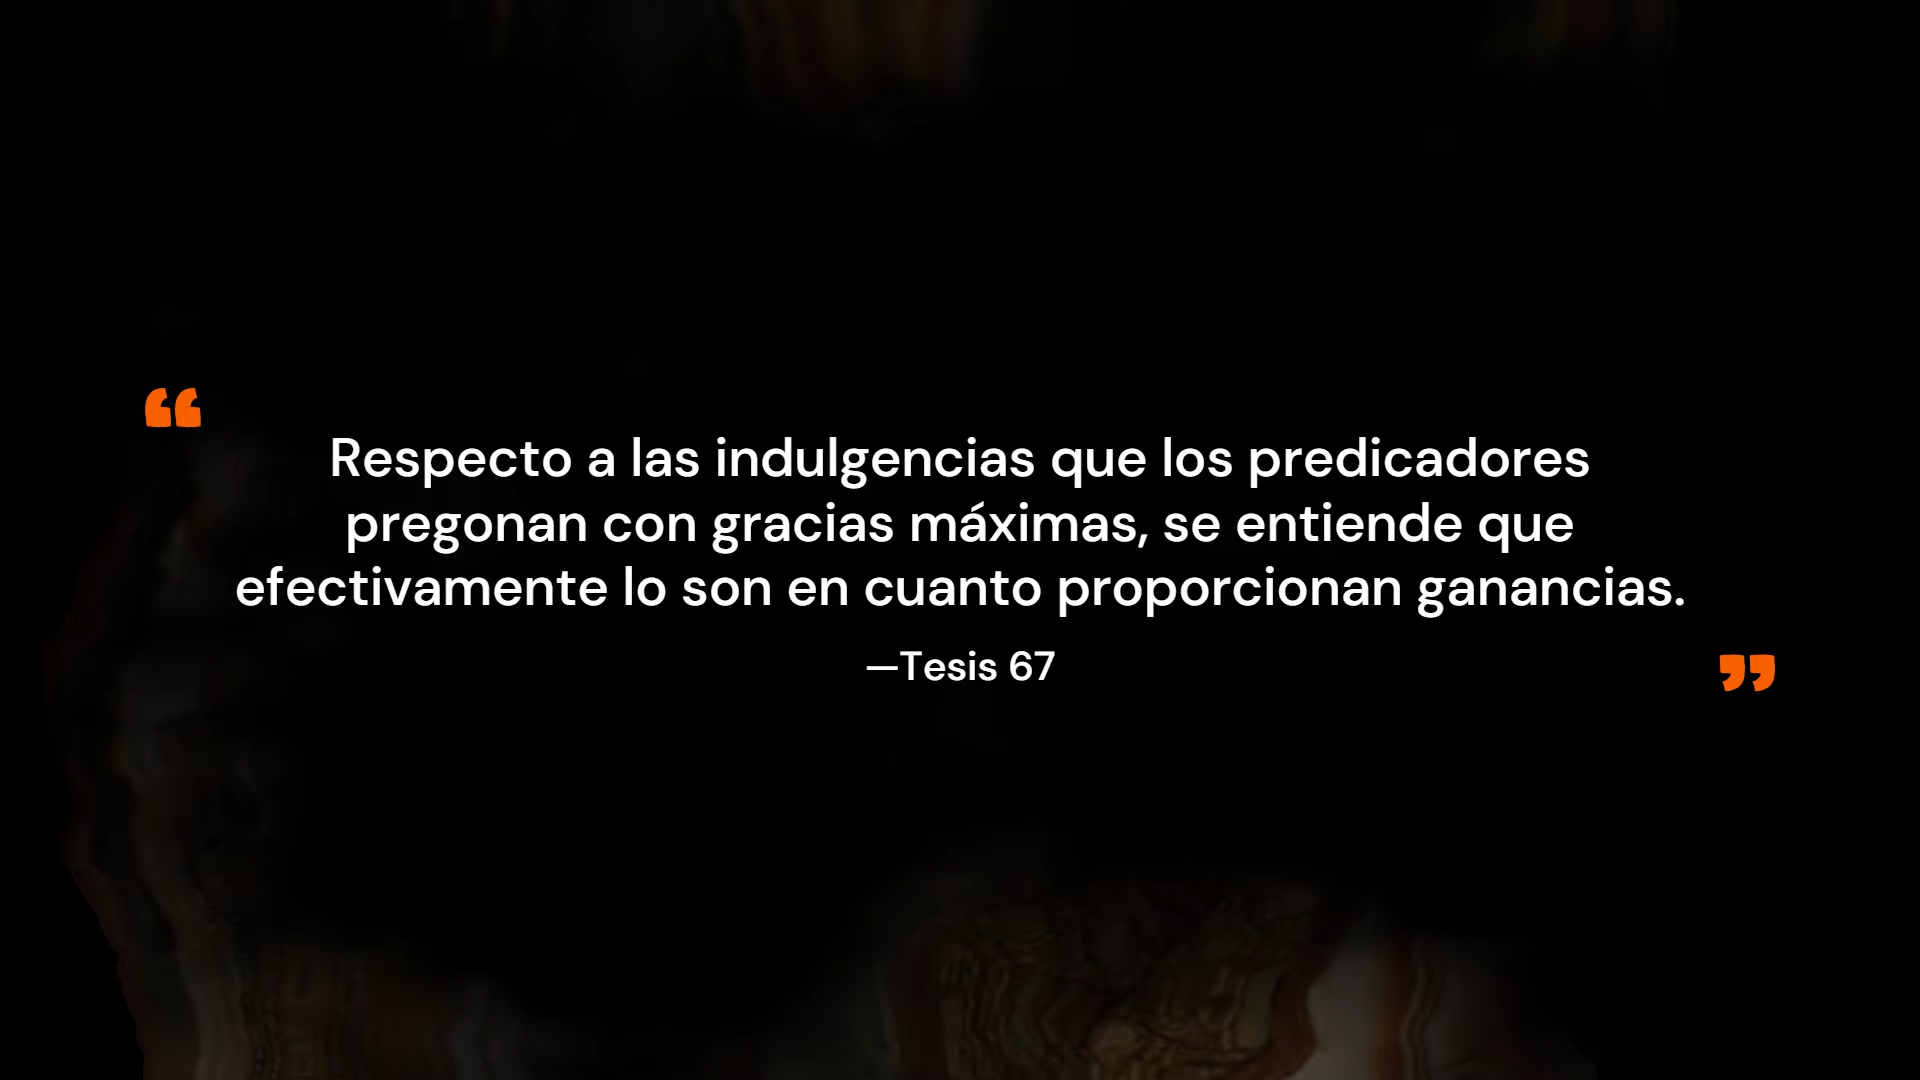 “
Respecto a las indulgencias que los predicadores
pregonan con gracias máximas, se entiende que
efectivamente lo son en cuanto proporcionan ganancias.
—Tesis 67
”